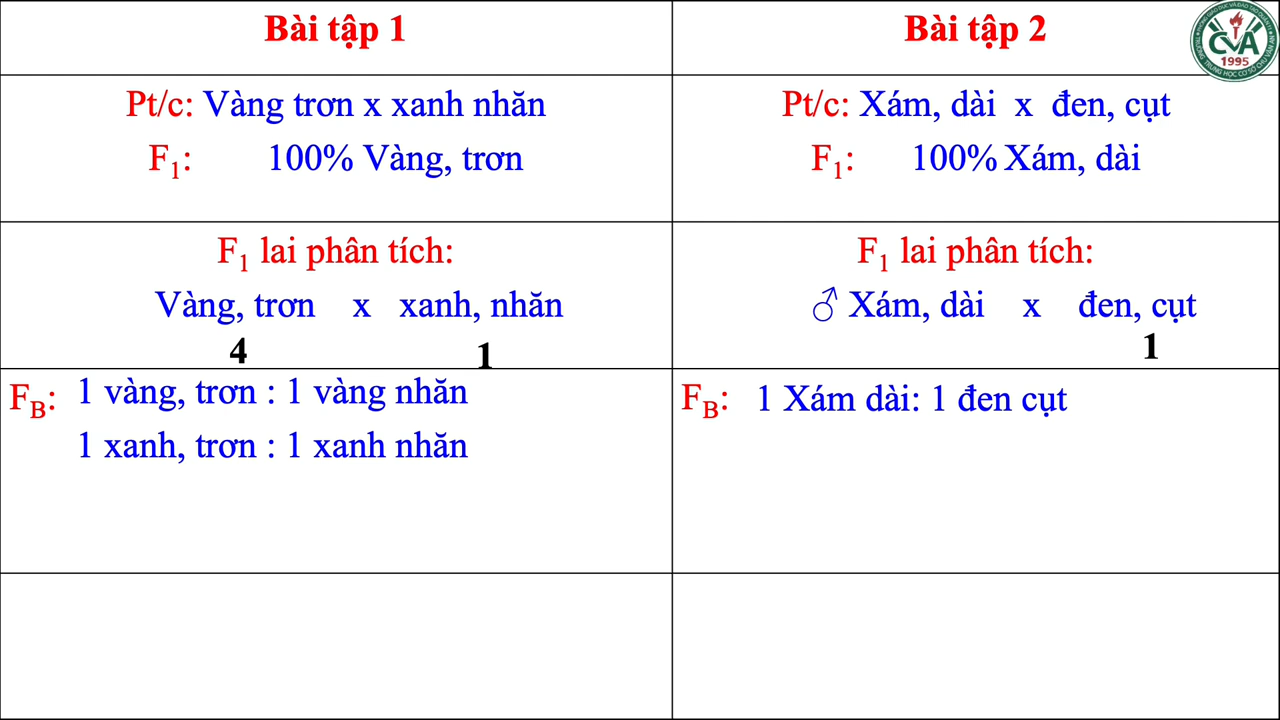 Bài tập 1
Pt/c: Vàng trơn x xanh nhăn
F1: 100% Vàng, trơn
F1 lai phân tích:
Vàng, trơn x xanh, nhăn
4 1
FB: 1 vàng, trơn : 1 vàng nhăn
1 xanh, trơn : 1 xanh nhăn
Bài tập 2
Pt/c: Xám, dài x đen, cụt
F1: 100% Xám, dài
F1 lai phân tích:
♂ Xám, dài x đen, cụt
1
FB: 1 Xám dài: 1 đen cụt
CVA
1995